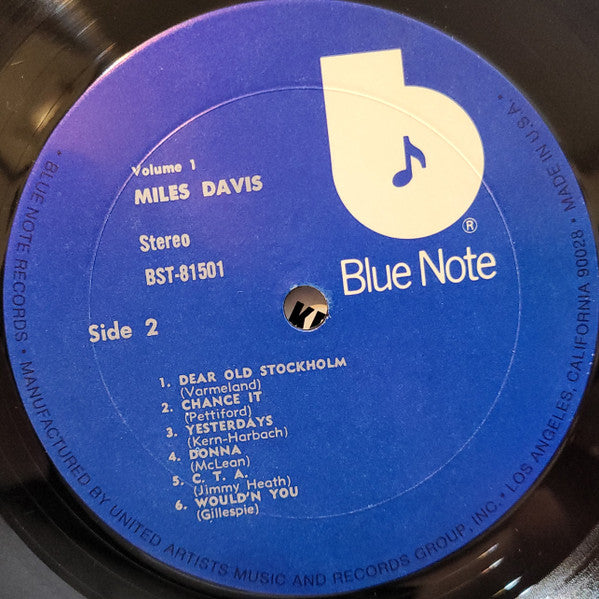 Volume 1
MILES DAVIS
Stereo
BST-81501
Side 2
®
Blue Note
1. DEAR OLD STOCKHOLM
(Varmeland)
2. CHANCE IT
(Pettiford)
3. YESTERDAYS
(Kern-Harbach)
4. DONNA
(McLean)
5. C. T. A.
(Jimmy Heath)
6. WOULD'N YOU
(Gillespie)
• BLUE NOTE RECORDS • MANUFACTURED BY UNITED ARTISTS MUSIC AND RECORDS GROUP, INC. • LOS ANGELES, CALIFORNIA 90028 • MADE IN U.S.A. •